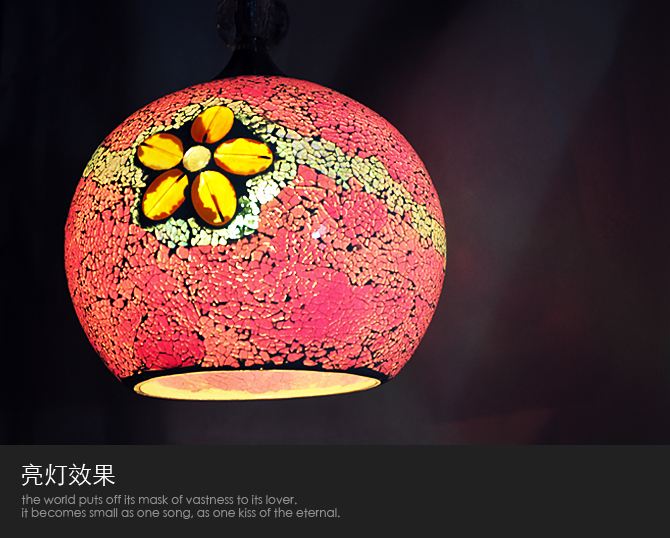 亮灯效果
the world puts off its mask of vastness to its lover.
it becomes small as one song, as one kiss of the eternal.